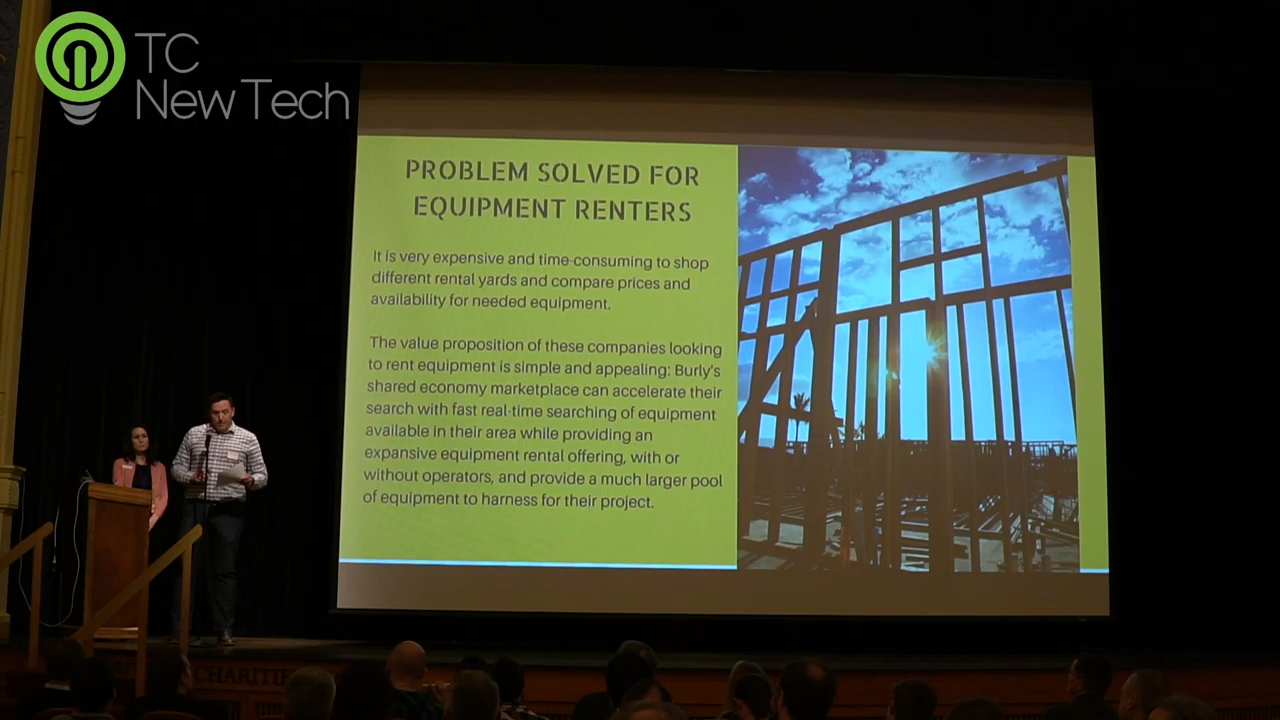 TC
New Tech
PROBLEM SOLVED FOR
EQUIPMENT RENTERS
It is very expensive and time-consuming to shop
different rental yards and compare prices and
availability for needed equipment.
The value proposition of these companies looking
to rent equipment is simple and appealing: Burly's
shared economy marketplace can accelerate their
search with fast real-time searching of equipment
available in their area while providing an
expansive equipment rental offering, with or
without operators, and provide a much larger pool
of equipment to harness for their project.
CHARITIE